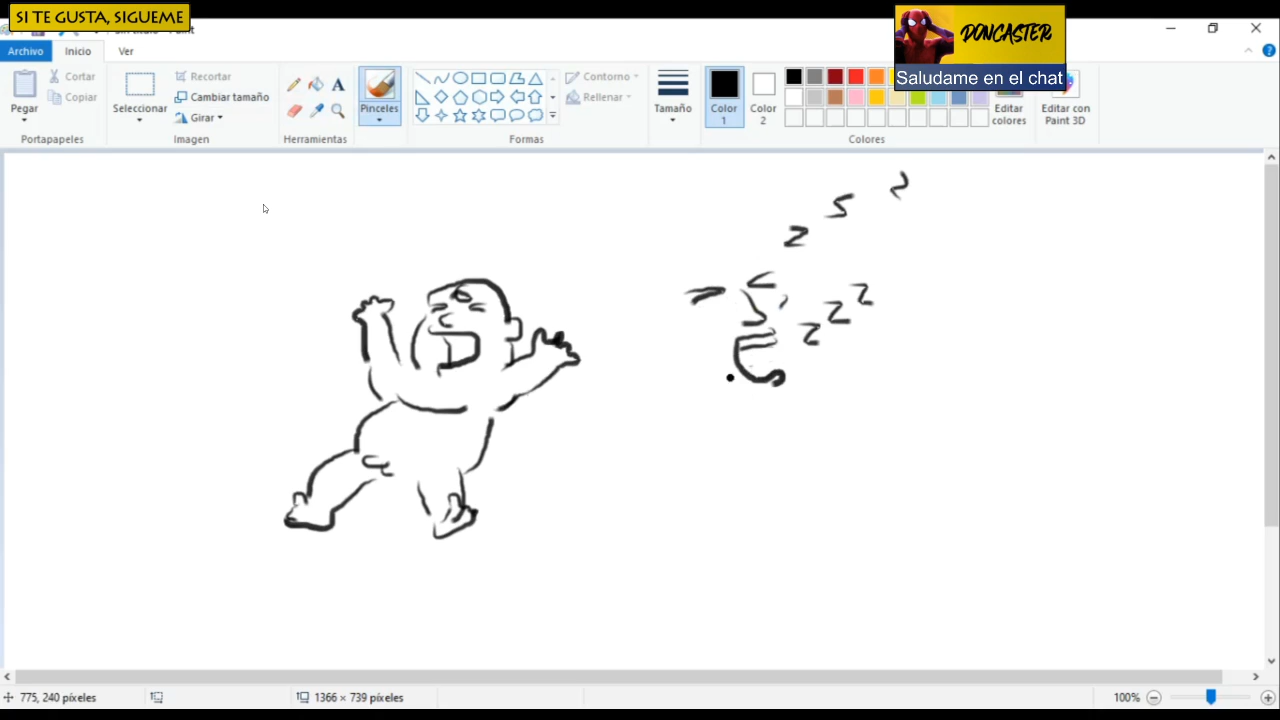 SI TE GUSTA, SIGUEME
DONCASTER
Saludame en el chat
Archivo
Inicio
Ver
Pegar
Cortar
Copiar
Portapapeles
Seleccionar
Recortar
Cambiar tamaño
Girar
Imagen
A
Herramientas
Pinceles
Contorno
Rellenar
Formas
Tamaño
Color
1
Color
2
Editar
colores
Editar con
Paint 3D
Colores
z
z
z
z
775, 240 píxeles
1366 × 739 píxeles
100%